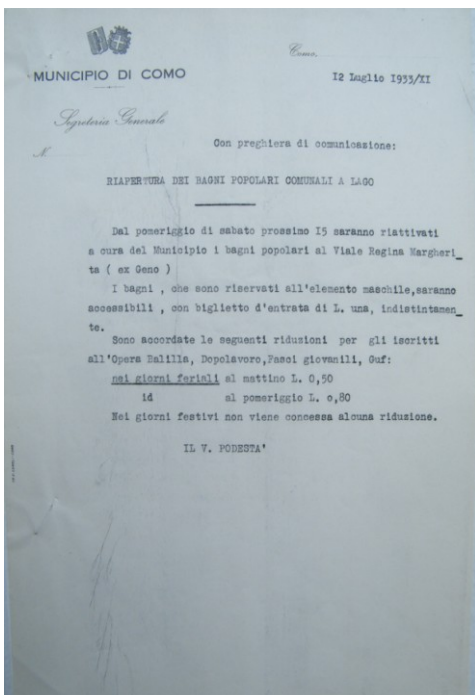 Como,
MUNICIPIO DI COMO
12 Luglio 1933/XI
Segreteria Generale
N.
Con preghiera di comunicazione:
RIAPERTURA DEI BAGNI POPOLARI COMUNALI A LAGO
Dal pomeriggio di sabato prossimo I5 saranno riattivati
a cura del Municipio i bagni popolari al Viale Regina Margheri_
ta ( ex Geno )
I bagni , che sono riservati all'elemento maschile,saranno
accessibili , con biglietto d'entrata di L. una, indistintamen_
te.
Sono accordate le seguenti riduzioni per gli iscritti
all'Opera Balilla, Dopolavoro,Fasci giovanili, Guf:
nei giorni feriali al mattino L. 0,50
id al pomeriggio L. o,80
Nei giorni festivi non viene concessa alcuna riduzione.
IL V. PODESTA'